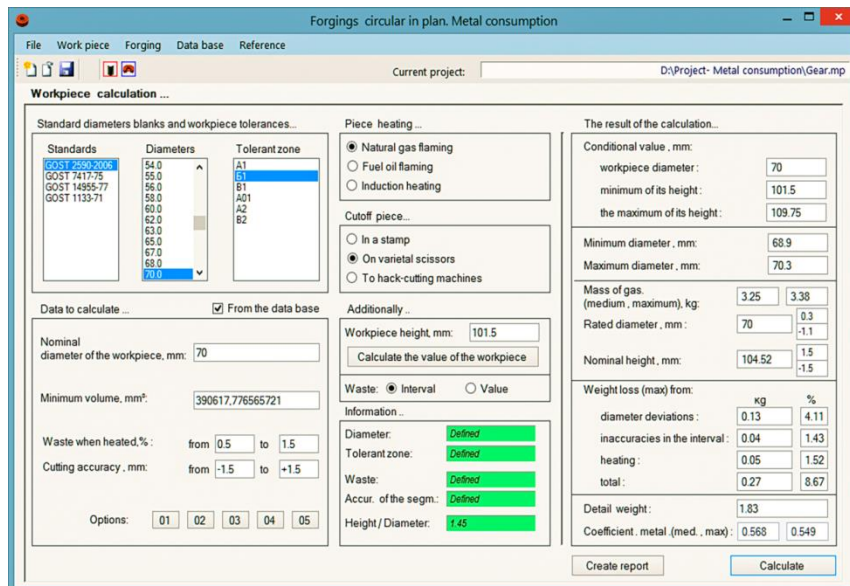 Forgings circular in plan. Metal consumption
File Work piece Forging Data base Reference
Current project: D:\Project- Metal consumption\Gear.mp
Workpiece calculation ...
Standard diameters blanks and workpiece tolerances...
Standards Diameters Tolerant zone
GOST 2590-2006 54.0 A1
GOST 7417-75 55.0 Б1
GOST 14955-77 56.0 B1
GOST 1133-71 58.0 A01
60.0 A2
62.0 B2
63.0
65.0
67.0
68.0
70.0
Data to calculate ... From the data base
Nominal
diameter of the workpiece, mm: 70
Minimum volume, mm³: 390617,776565721
Waste when heated,% : from 0.5 to 1.5
Cutting accuracy , mm: from -1.5 to +1.5
Options: 01 02 03 04 05
Piece heating ...
Natural gas flaming
Fuel oil flaming
Induction heating
Cutoff piece...
In a stamp
On varietal scissors
To hack-cutting machines
Additionally ..
Workpiece height, mm: 101.5
Calculate the value of the workpiece
Waste: Interval Value
Information ..
Diameter: Defined
Tolerant zone: Defined
Waste: Defined
Accur. of the segm.: Defined
Height / Diameter: 1.45
The result of the calculation...
Conditional value , mm:
workpiece diameter : 70
minimum of its height : 101.5
the maximum of its height : 109.75
Minimum diameter , mm: 68.9
Maximum diameter , mm: 70.3
Mass of gas.
(medium , maximum), kg: 3.25 3.38
Rated diameter , mm : 70 0.3
-1.1
Nominal height , mm: 104.52 1.5
-1.5
Weight loss (max) from:
кg %
diameter deviations : 0.13 4.11
inaccuracies in the interval : 0.04 1.43
heating : 0.05 1.52
total : 0.27 8.67
Detail weight : 1.83
Coefficient . metal .(med. , max) : 0.568 0.549
Create report Calculate